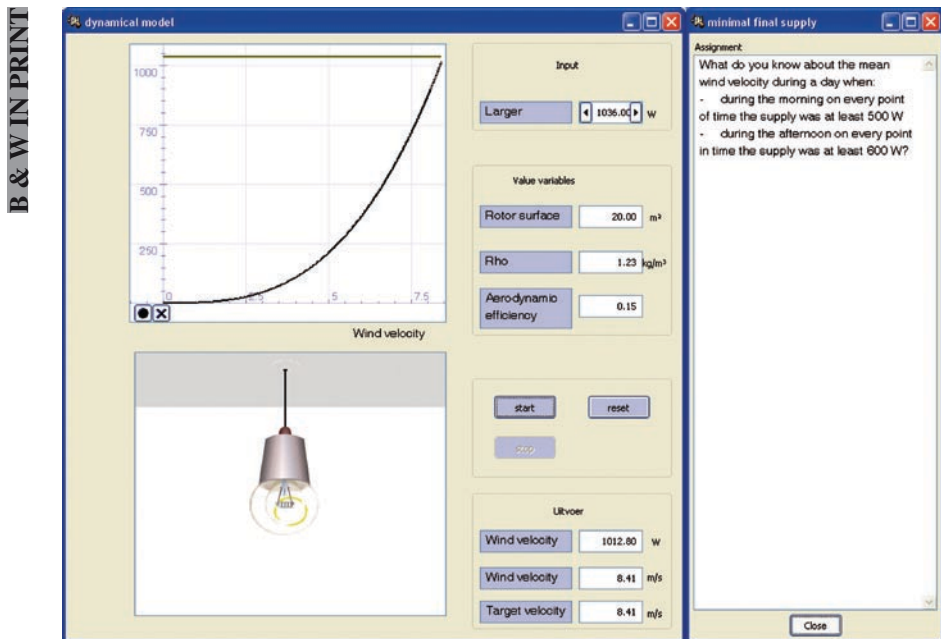 B & W IN PRINT
dynamical model
1000
750
500
250
0
2.5
5
7.5
Wind velocity
Input
Larger 1036.00 W
Value variables
Rotor surface 20.00 m²
Rho 1.23 kg/m³
Aerodynamic
efficiency 0.15
start reset
stop
Uitvoer
Wind velocity 1012.80 W
Wind velocity 8.41 m/s
Target velocity 8.41 m/s
minimal final supply
Assignment
What do you know about the mean
wind velocity during a day when:
- during the morning on every point
of time the supply was at least 500 W
- during the afternoon on every point
in time the supply was at least 600 W?
Close